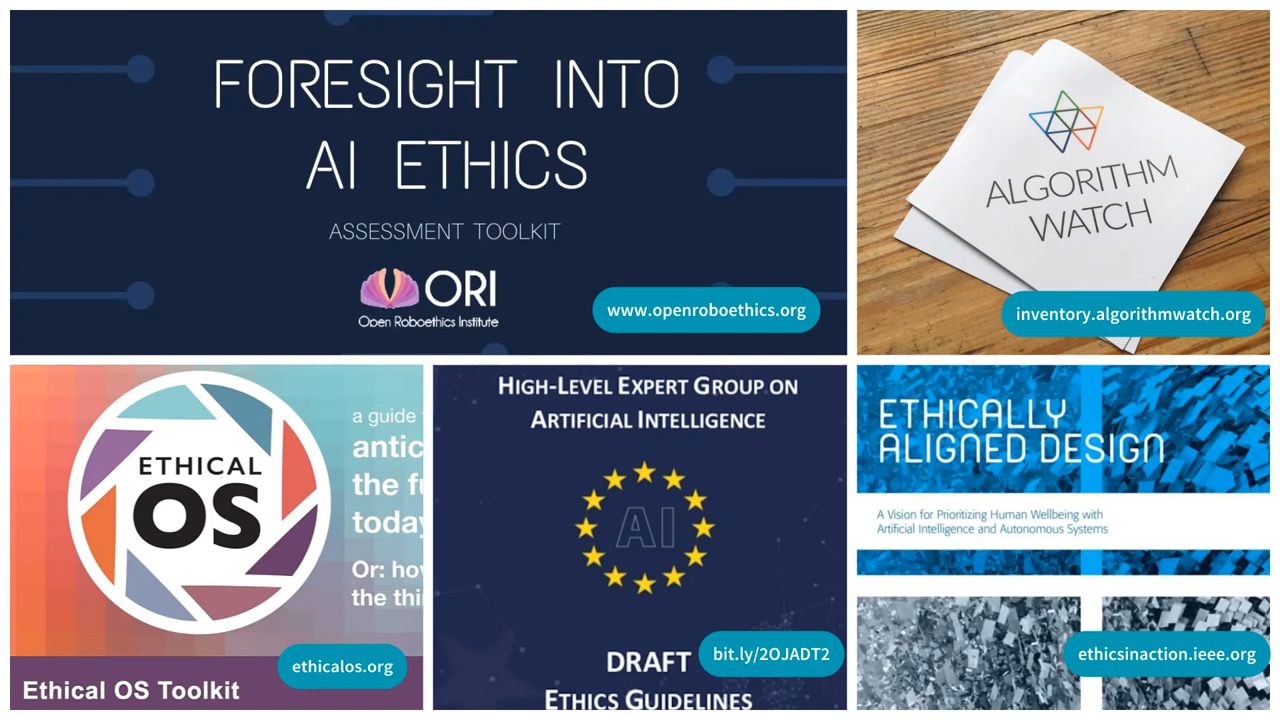 FORESIGHT INTO
AI ETHICS
ASSESSMENT TOOLKIT
ORI
Open Roboethics Institute
www.openroboethics.org
ALGORITHM
WATCH
inventory.algorithmwatch.org
ETHICAL
OS
a guide
antic
the fu
today
Or: how
the thi
Ethical OS Toolkit
ethicalos.org
HIGH-LEVEL EXPERT GROUP ON
ARTIFICIAL INTELLIGENCE
AI
DRAFT
ETHICS GUIDELINES
bit.ly/2OJADT2
ETHICALLY
ALIGNED DESIGN
A Vision for Prioritizing Human Wellbeing with
Artificial Intelligence and Autonomous Systems
ethicsinaction.ieee.org